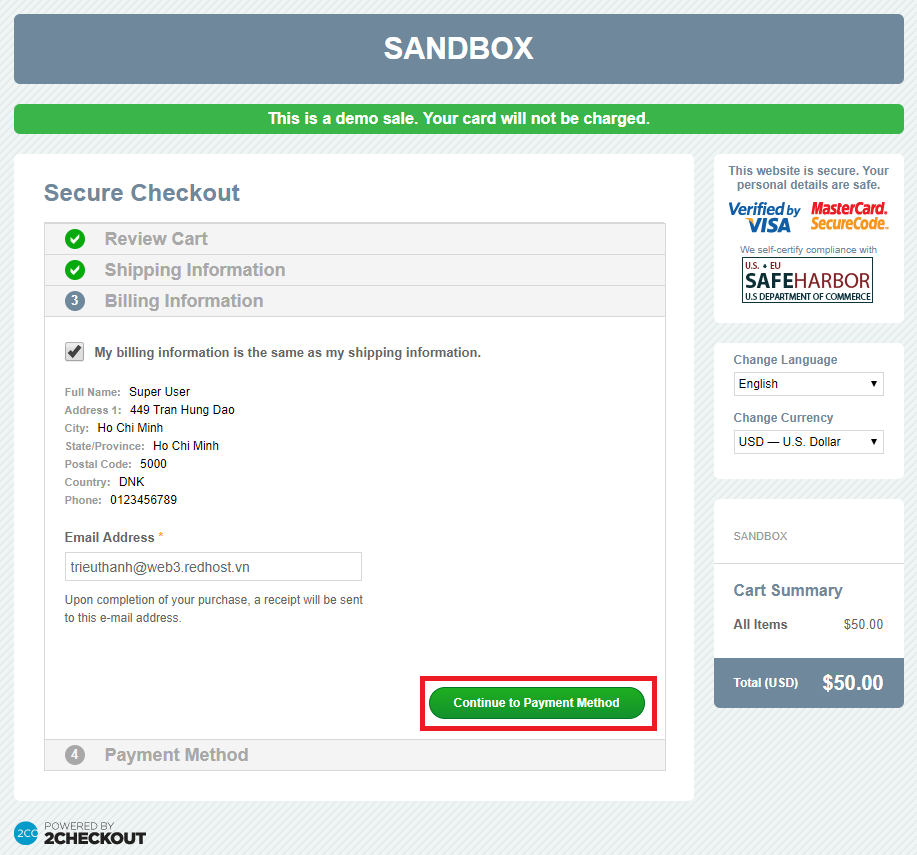 SANDBOX
This is a demo sale. Your card will not be charged.
Secure Checkout
Review Cart
Shipping Information
3 Billing Information
My billing information is the same as my shipping information.
Full Name: Super User
Address 1: 449 Tran Hung Dao
City: Ho Chi Minh
State/Province: Ho Chi Minh
Postal Code: 5000
Country: DNK
Phone: 0123456789
Email Address *
trieuthanh@web3.redhost.vn
Upon completion of your purchase, a receipt will be sent
to this e-mail address.
Continue to Payment Method
4 Payment Method
This website is secure. Your
personal details are safe.
Verified by
VISA
MasterCard.
SecureCode.
We self-certify compliance with
U.S. • EU
SAFEHARBOR
U.S DEPARTMENT OF COMMERCE
Change Language
English
Change Currency
USD — U.S. Dollar
SANDBOX
Cart Summary
All Items $50.00
Total (USD) $50.00
2CO
POWERED BY
2CHECKOUT